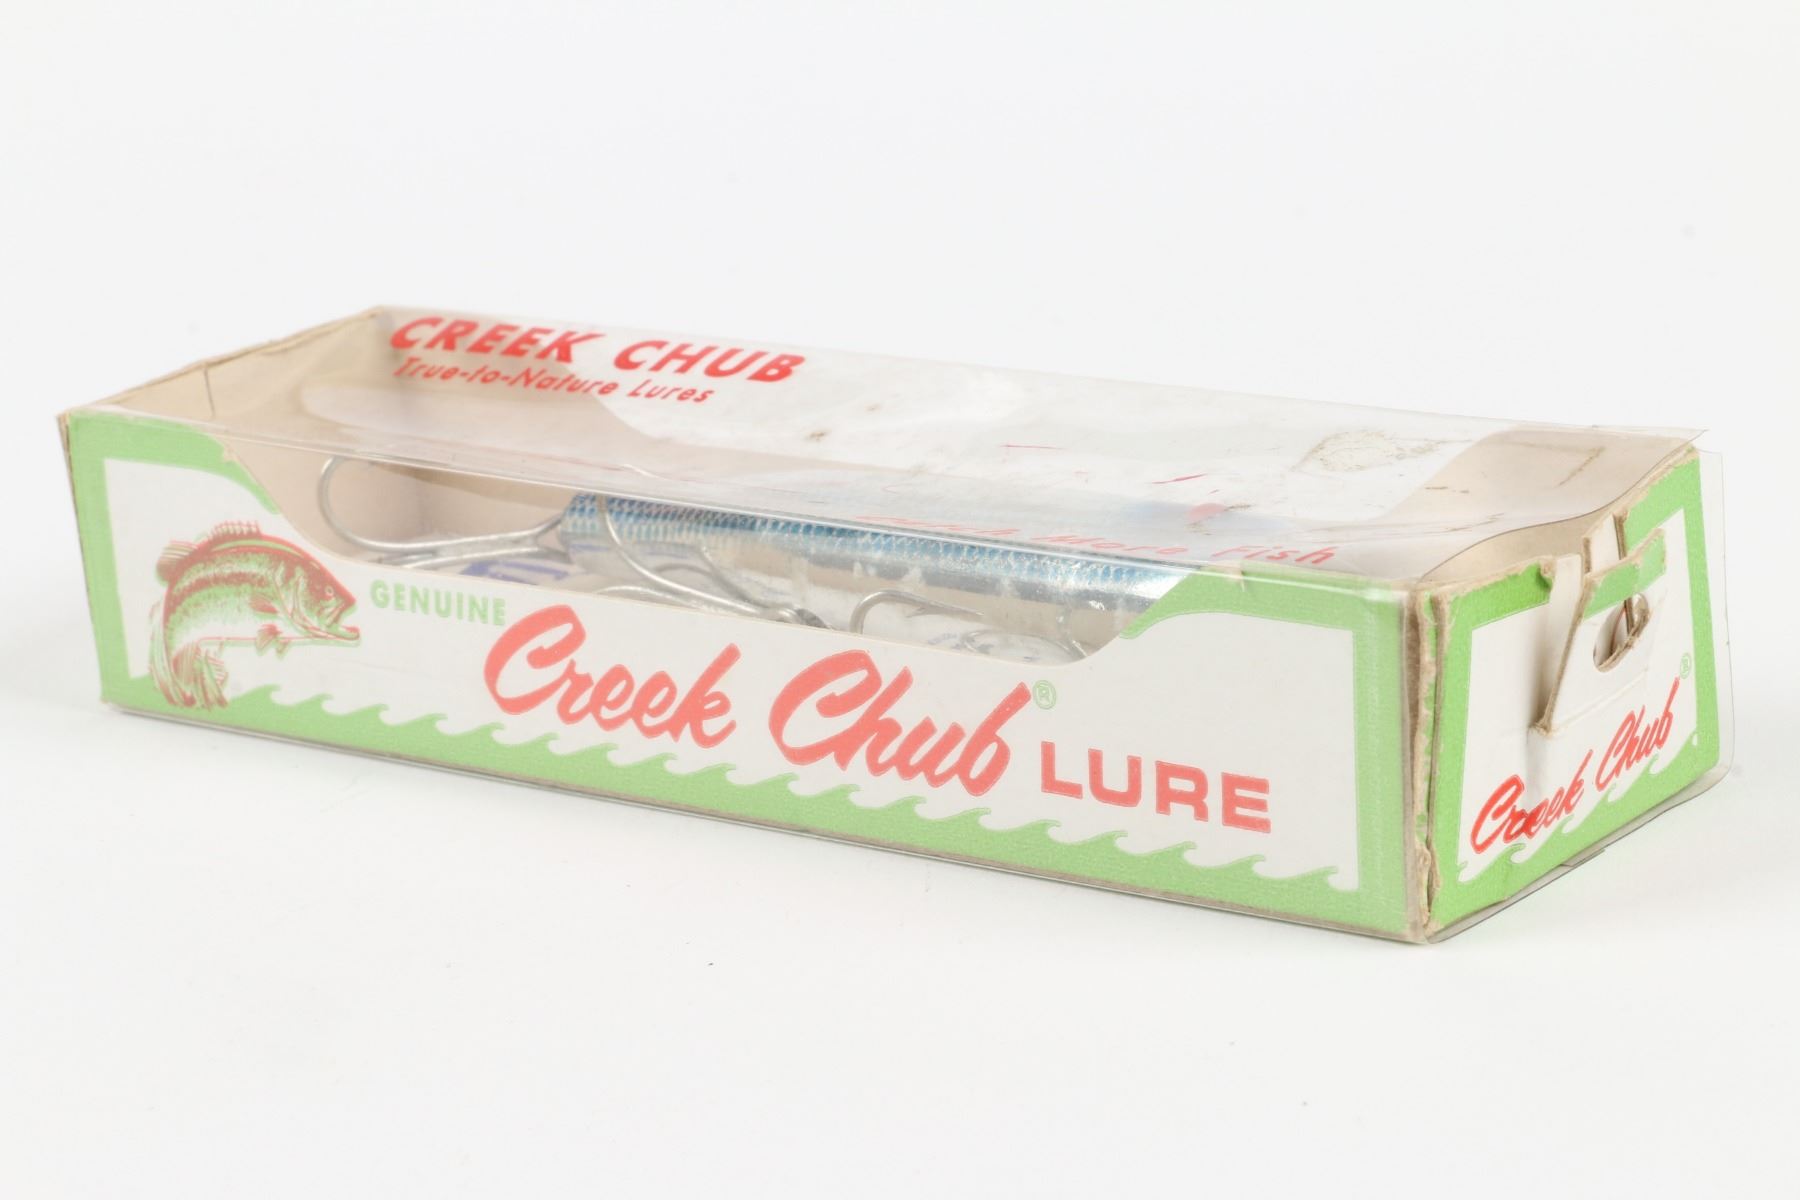 CREEK CHUB
True-to-Nature Lures
More Fish
GENUINE
Creek Chub® LURE
Creek Chub®